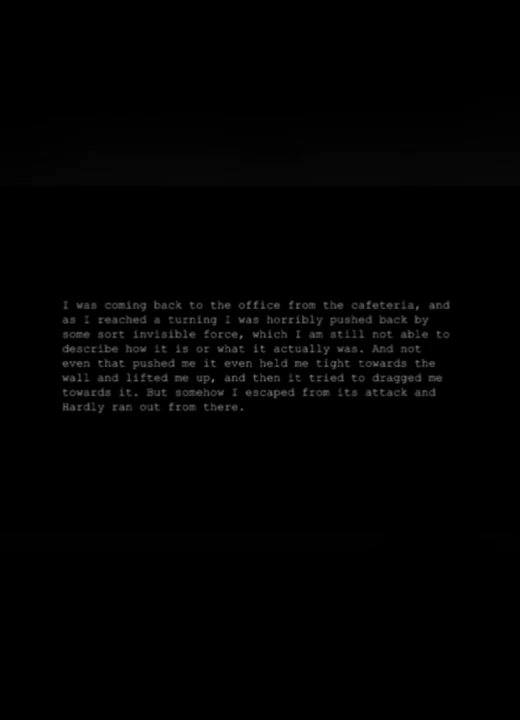 I was coming back to the office from the cafeteria, and
as I reached a turning I was horribly pushed back by
some sort invisible force, which I am still not able to
describe how it is or what it actually was. And not
even that pushed me it even held me tight towards the
wall and lifted me up, and then it tried to dragged me
towards it. But somehow I escaped from its attack and
Hardly ran out from there.